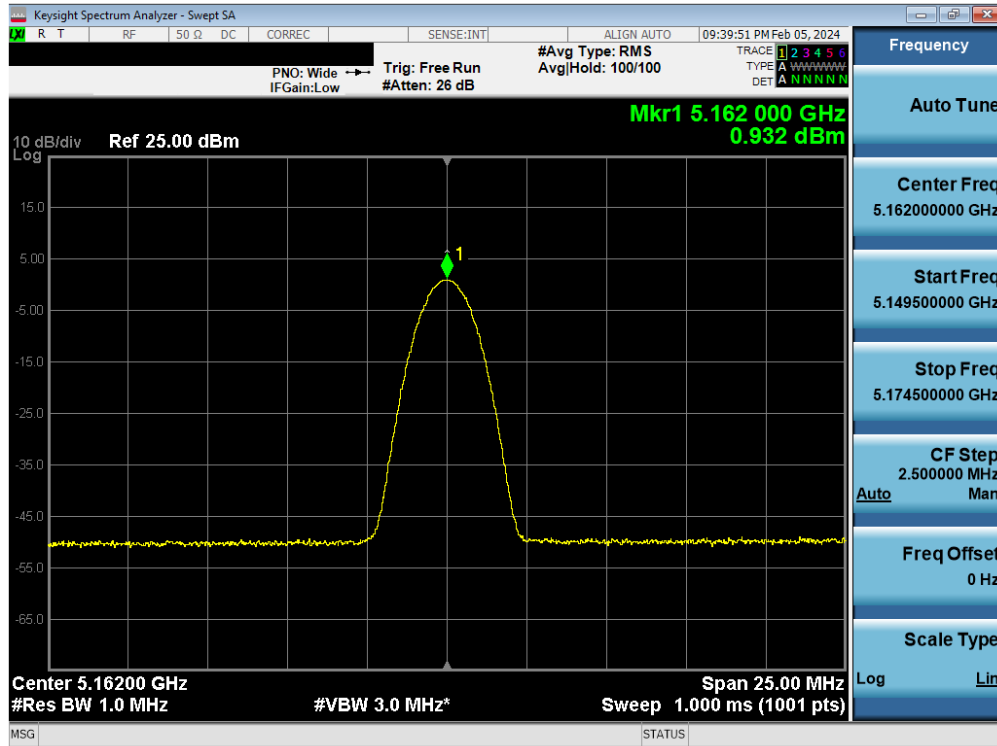 Keysight Spectrum Analyzer - Swept SA
LXI R T RF 50 Ω DC CORREC SENSE:INT ALIGN AUTO 09:39:51 PM Feb 05, 2024
PNO: Wide
IFGain:Low
Trig: Free Run
#Atten: 26 dB
#Avg Type: RMS
Avg|Hold: 100/100
TRACE 1 2 3 4 5 6
TYPE A WWWWW
DET A N N N N N
Mkr1 5.162 000 GHz
0.932 dBm
10 dB/div Ref 25.00 dBm
Log
15.0
5.00
-5.00
-15.0
-25.0
-35.0
-45.0
-55.0
-65.0
1
Center 5.16200 GHz Span 25.00 MHz
#Res BW 1.0 MHz #VBW 3.0 MHz* Sweep 1.000 ms (1001 pts)
MSG STATUS
Frequency
Auto Tune
Center Freq
5.162000000 GHz
Start Freq
5.149500000 GHz
Stop Freq
5.174500000 GHz
CF Step
2.500000 MHz
Auto Man
Freq Offset
0 Hz
Scale Type
Log Lin